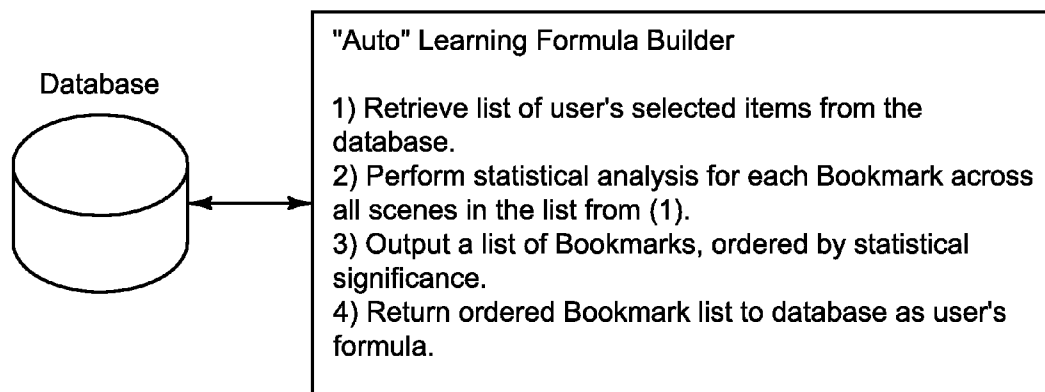 Database
"Auto" Learning Formula Builder
1) Retrieve list of user's selected items from the
database.
2) Perform statistical analysis for each Bookmark across
all scenes in the list from (1).
3) Output a list of Bookmarks, ordered by statistical
significance.
4) Return ordered Bookmark list to database as user's
formula.